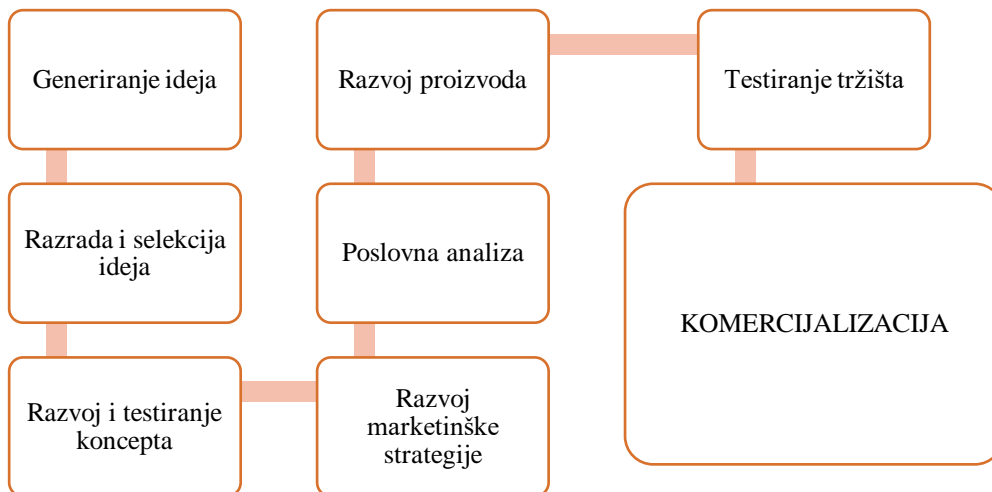 Generiranje ideja
Razrada i selekcija
ideja
Razvoj i testiranje
koncepta
Razvoj
marketinške
strategije
Poslovna analiza
Razvoj proizvoda
Testiranje tržišta
KOMERCIJALIZACIJA